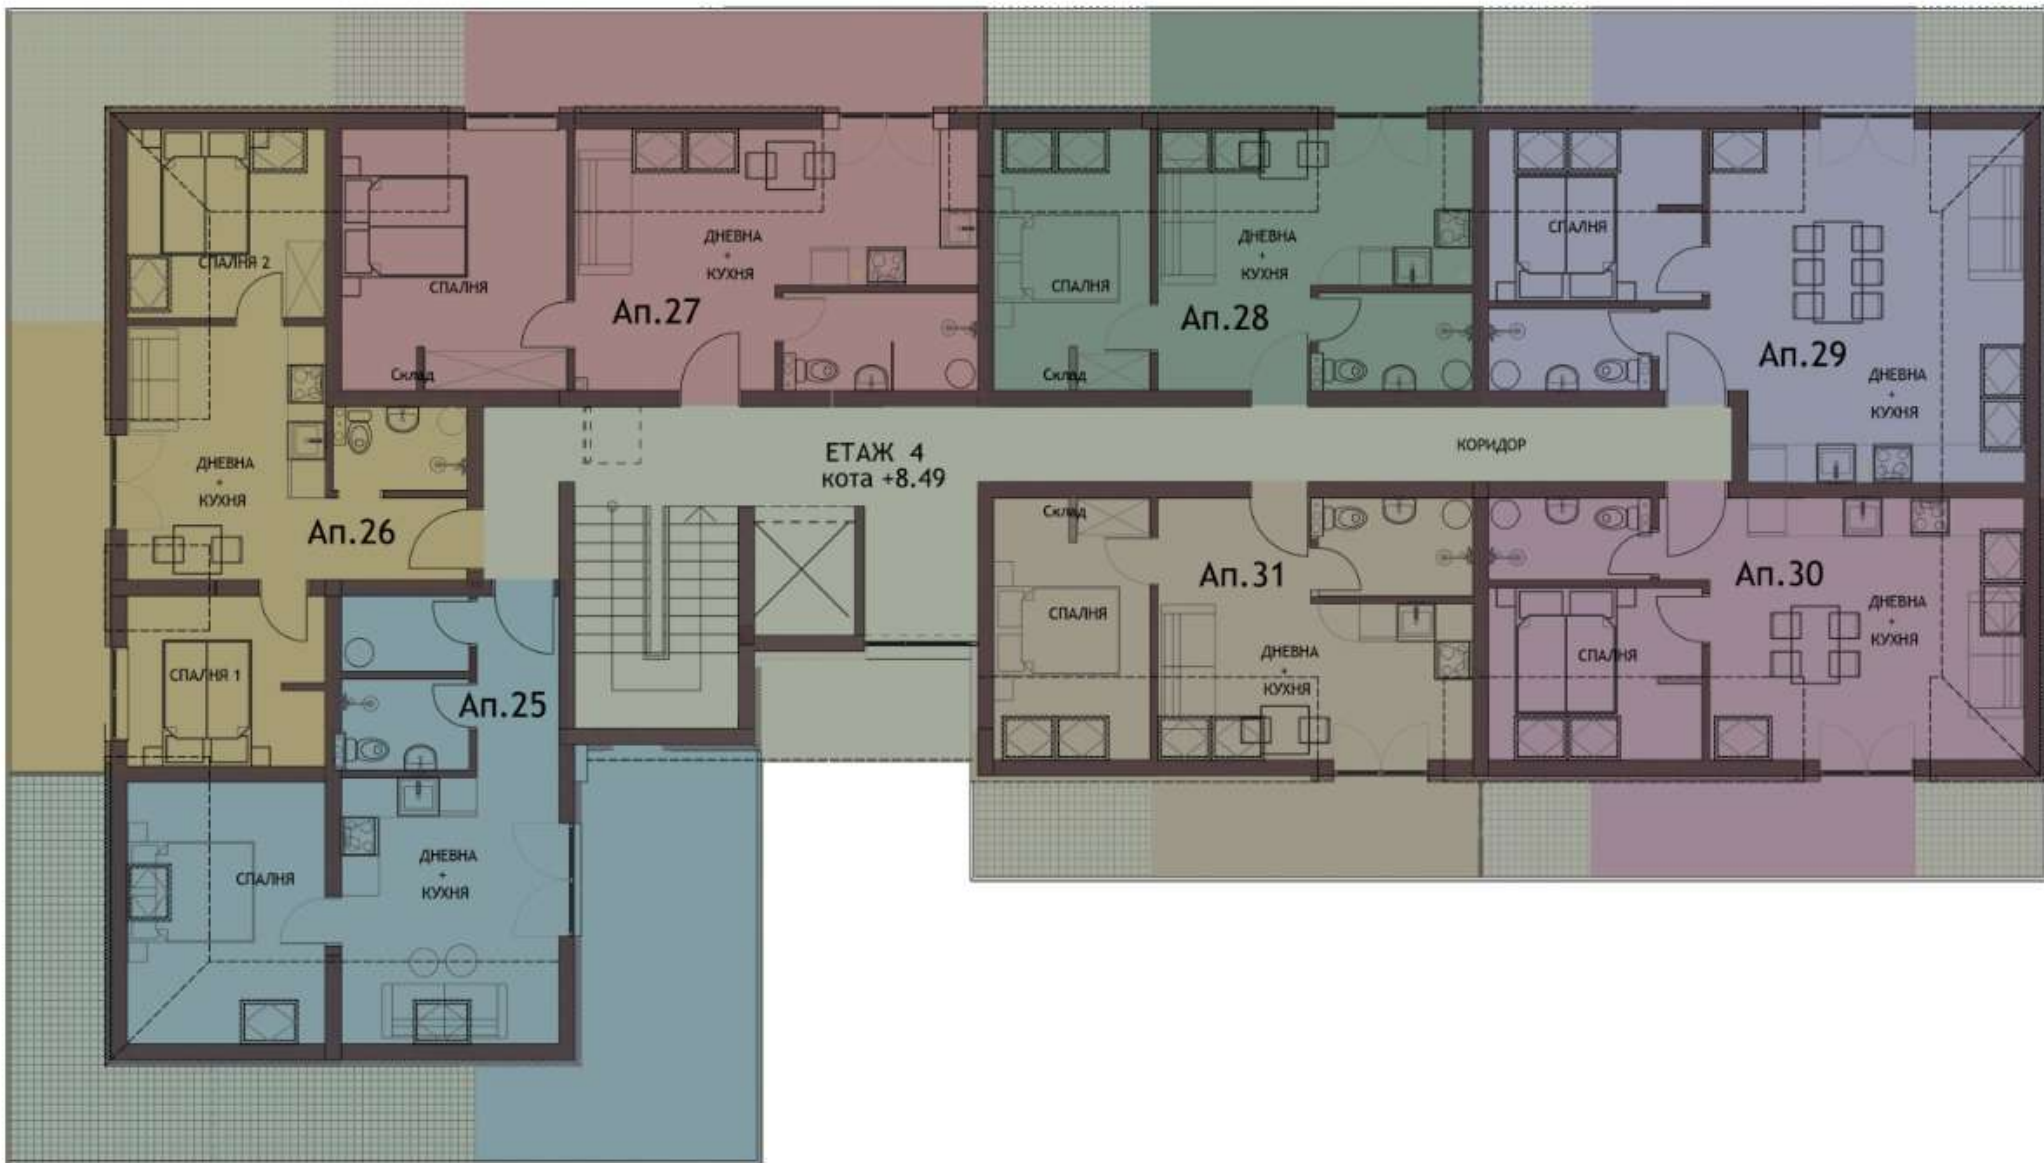 СПАЛНЯ 2
СПАЛНЯ
Склад
ДНЕВНА
+
КУХНЯ
Ап.27
СПАЛНЯ
Склад
ДНЕВНА
+
КУХНЯ
Ап.28
СПАЛНЯ
Ап.29
ДНЕВНА
+
КУХНЯ
ДНЕВНА
+
КУХНЯ
Ап.26
ЕТАЖ 4
кота +8.49
КОРИДОР
СПАЛНЯ 1
Ап.25
Склад
СПАЛНЯ
Ап.31
ДНЕВНА
+
КУХНЯ
Ап.30
СПАЛНЯ
ДНЕВНА
+
КУХНЯ
СПАЛНЯ
ДНЕВНА
+
КУХНЯ